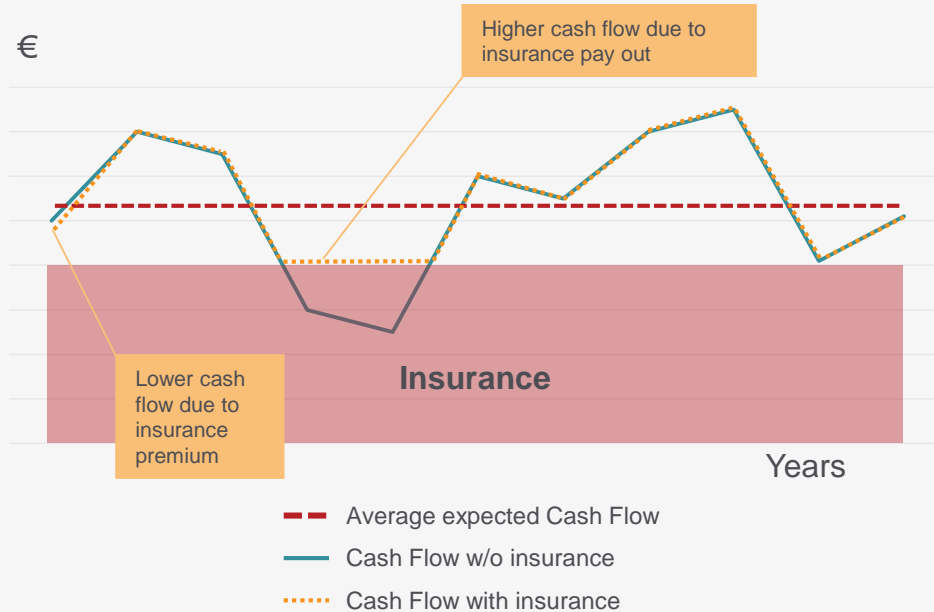 €
Higher cash flow due to
insurance pay out
Insurance
Lower cash
flow due to
insurance
premium
Years
Average expected Cash Flow
Cash Flow w/o insurance
Cash Flow with insurance